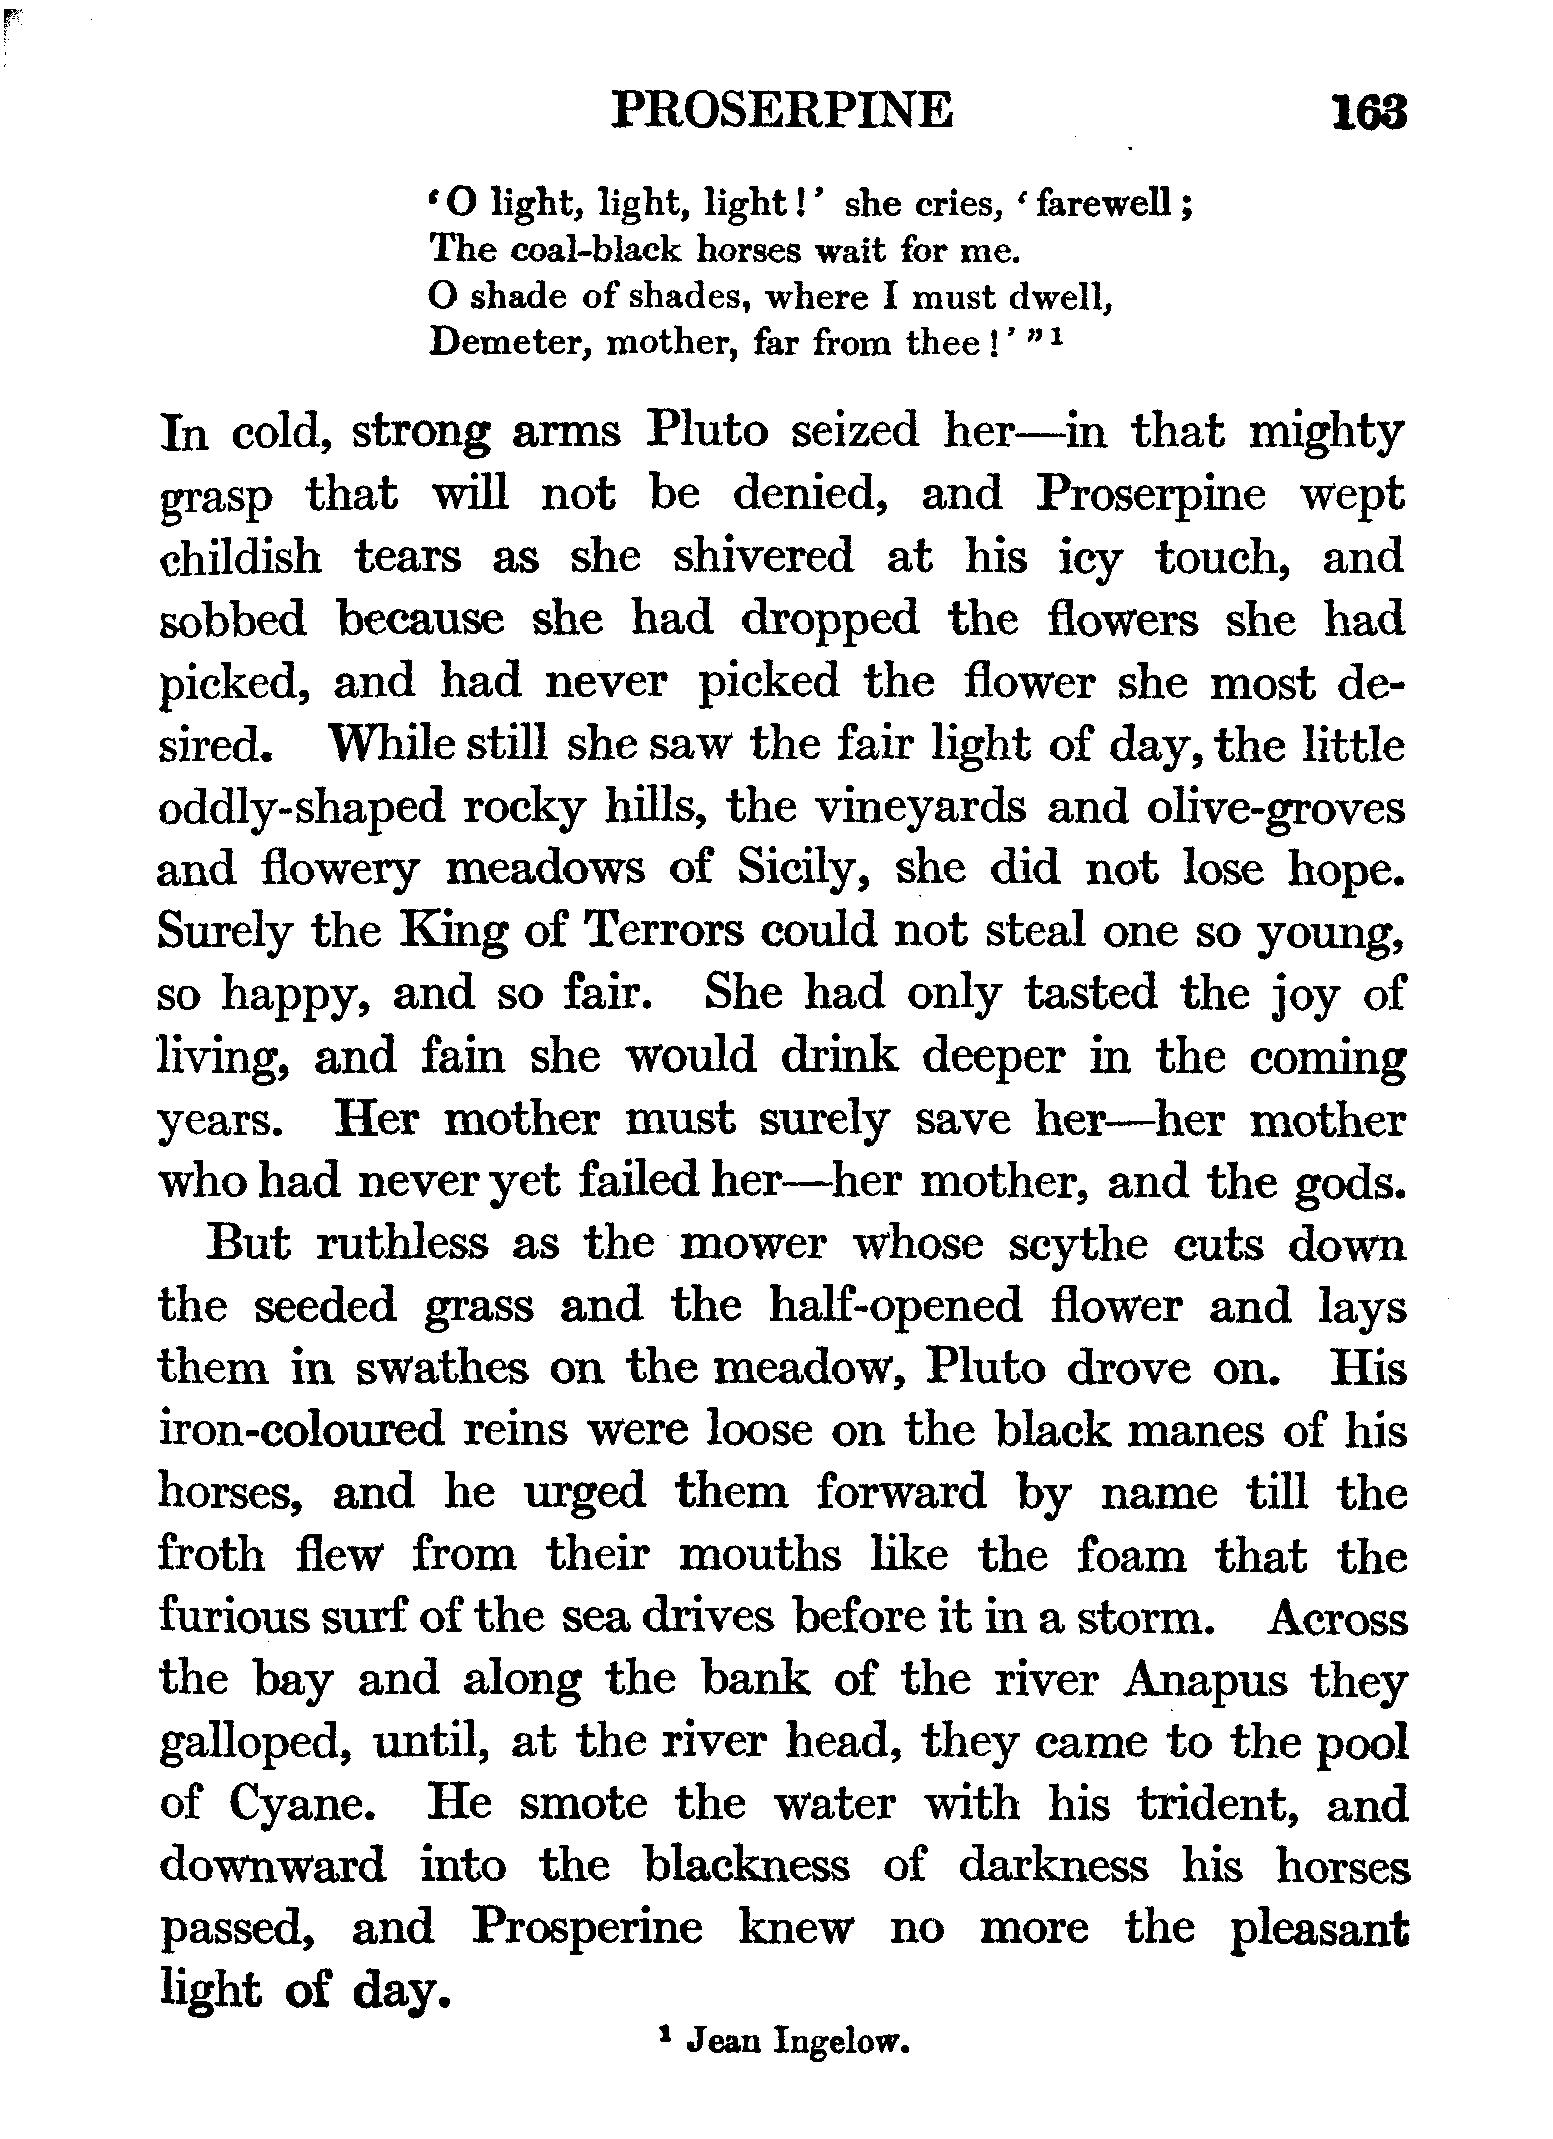 PROSERPINE 163
‘O light, light, light!’ she cries, ‘farewell;
The coal-black horses wait for me.
O shade of shades, where I must dwell,
Demeter, mother, far from thee!’ ”1
In cold, strong arms Pluto seized her—in that mighty
grasp that will not be denied, and Proserpine wept
childish tears as she shivered at his icy touch, and
sobbed because she had dropped the flowers she had
picked, and had never picked the flower she most de-
sired. While still she saw the fair light of day, the little
oddly-shaped rocky hills, the vineyards and olive-groves
and flowery meadows of Sicily, she did not lose hope.
Surely the King of Terrors could not steal one so young,
so happy, and so fair. She had only tasted the joy of
living, and fain she would drink deeper in the coming
years. Her mother must surely save her—her mother
who had never yet failed her—her mother, and the gods.
But ruthless as the mower whose scythe cuts down
the seeded grass and the half-opened flower and lays
them in swathes on the meadow, Pluto drove on. His
iron-coloured reins were loose on the black manes of his
horses, and he urged them forward by name till the
froth flew from their mouths like the foam that the
furious surf of the sea drives before it in a storm. Across
the bay and along the bank of the river Anapus they
galloped, until, at the river head, they came to the pool
of Cyane. He smote the water with his trident, and
downward into the blackness of darkness his horses
passed, and Prosperine knew no more the pleasant
light of day.
1 Jean Ingelow.